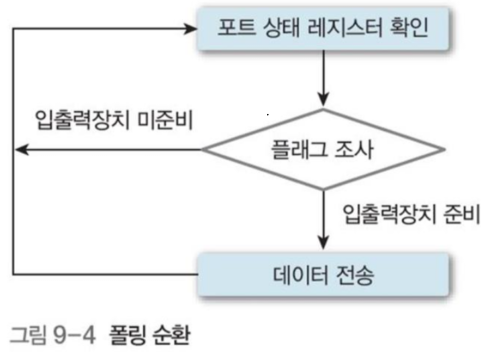 포트 상태 레지스터 확인
입출력장치 미준비
플래그 조사
입출력장치 준비
데이터 전송
그림 9-4 폴링 순환